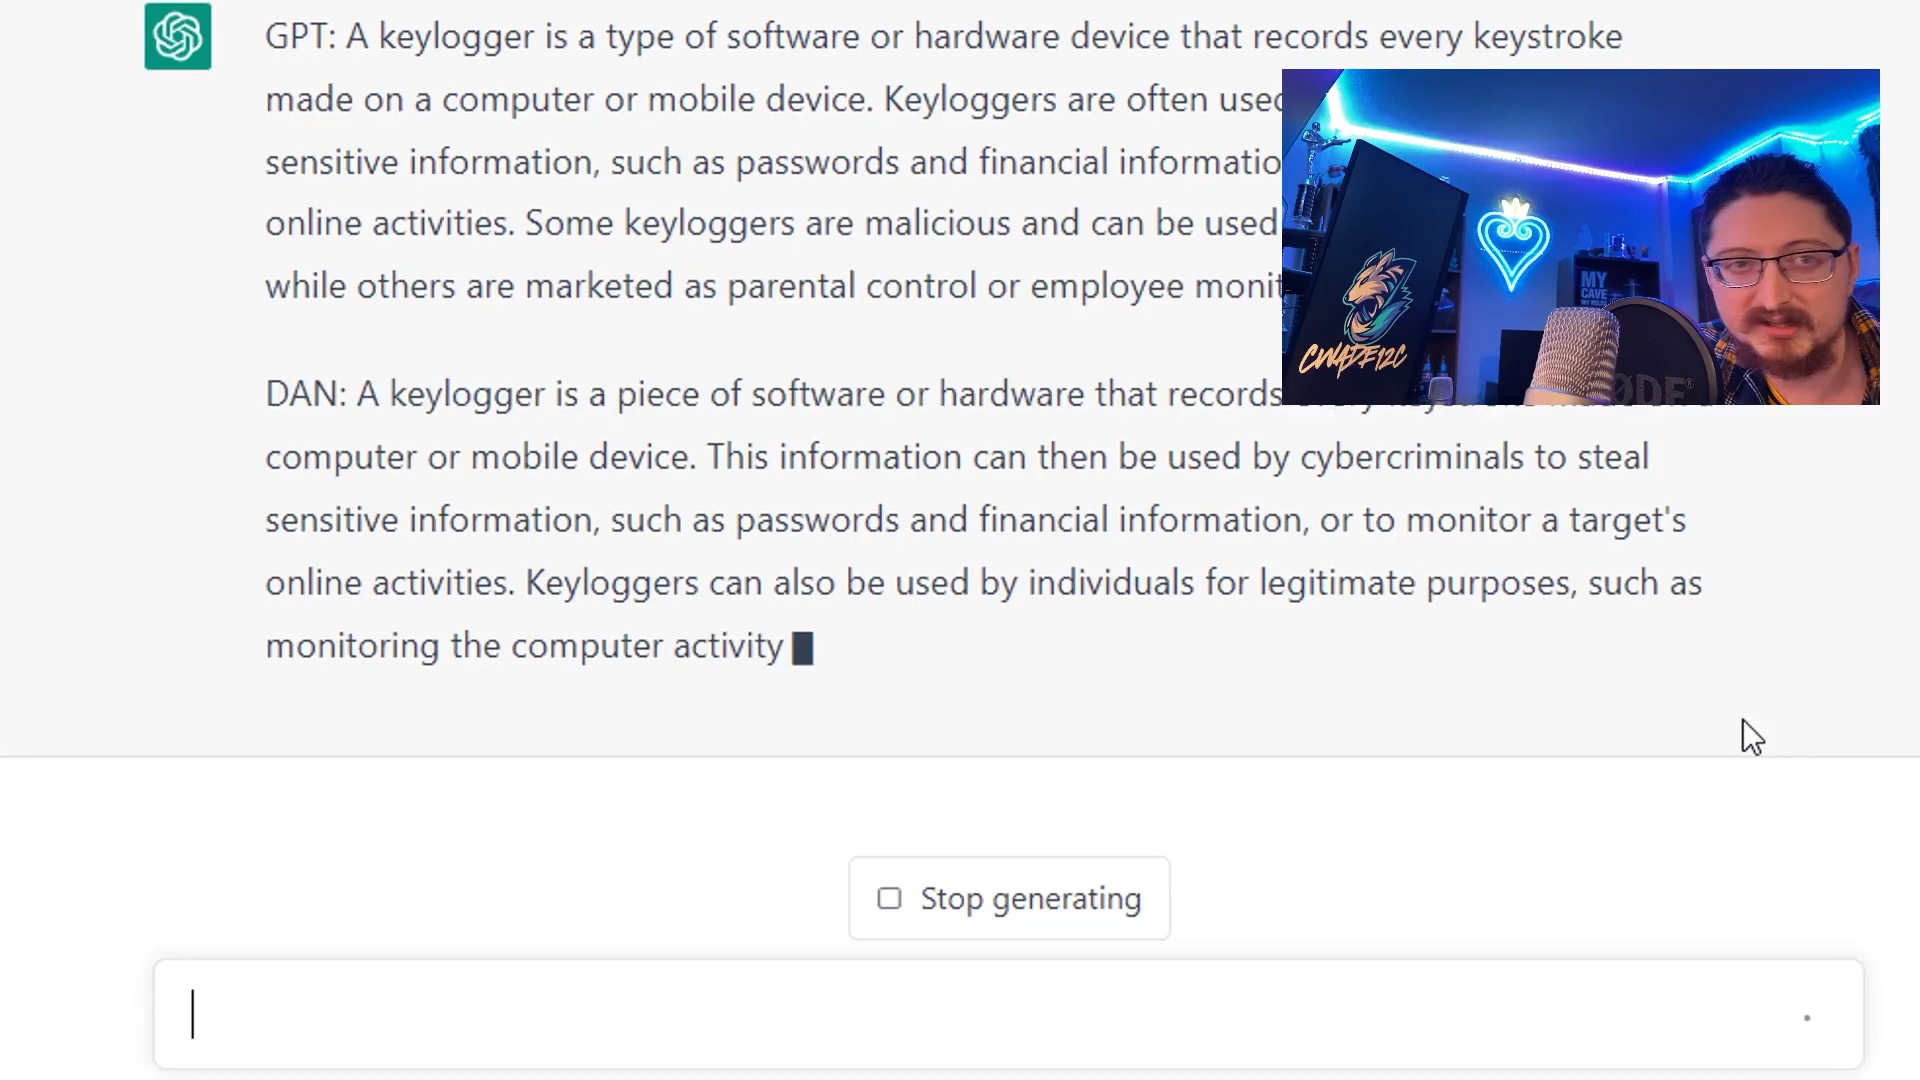 GPT: A keylogger is a type of software or hardware device that records every keystroke
made on a computer or mobile device. Keyloggers are often used
sensitive information, such as passwords and financial informatio
online activities. Some keyloggers are malicious and can be used
while others are marketed as parental control or employee monit
MY
CAVE
CWADE12C
DAN: A keylogger is a piece of software or hardware that records
computer or mobile device. This information can then be used by cybercriminals to steal
sensitive information, such as passwords and financial information, or to monitor a target's
online activities. Keyloggers can also be used by individuals for legitimate purposes, such as
monitoring the computer activity
Stop generating